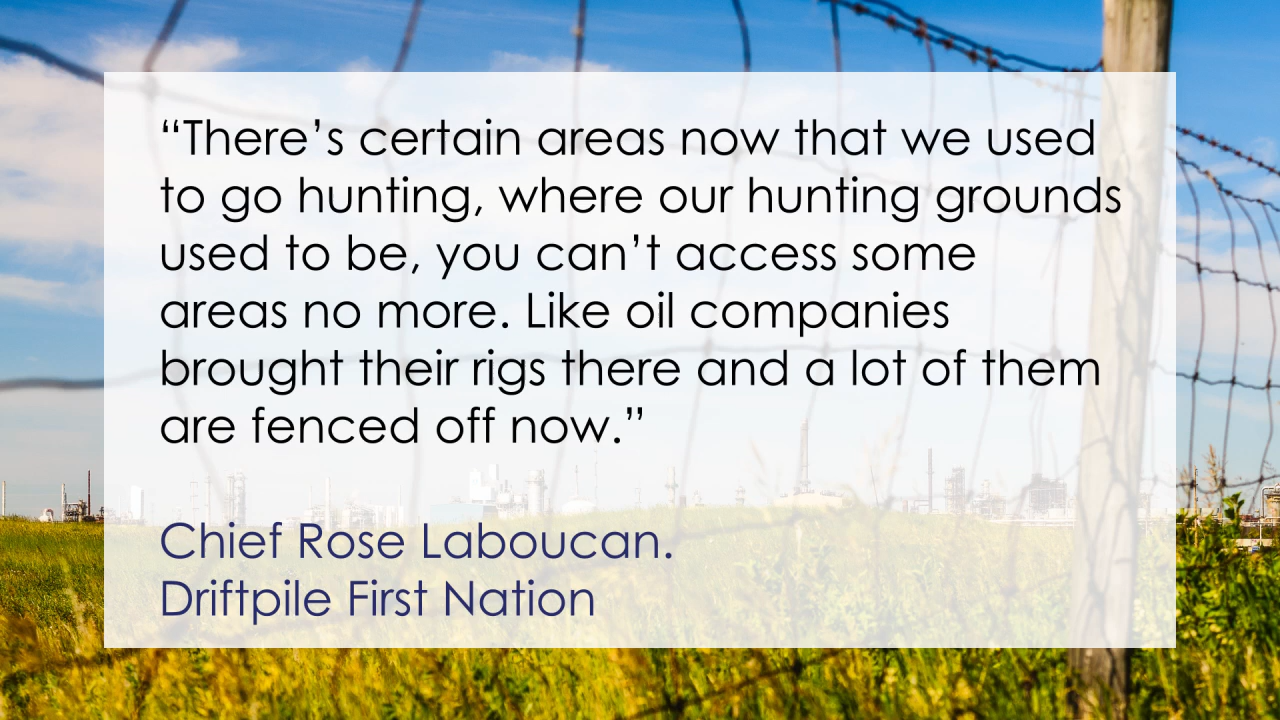 “There’s certain areas now that we used
to go hunting, where our hunting grounds
used to be, you can’t access some
areas no more. Like oil companies
brought their rigs there and a lot of them
are fenced off now.”
Chief Rose Laboucan.
Driftpile First Nation